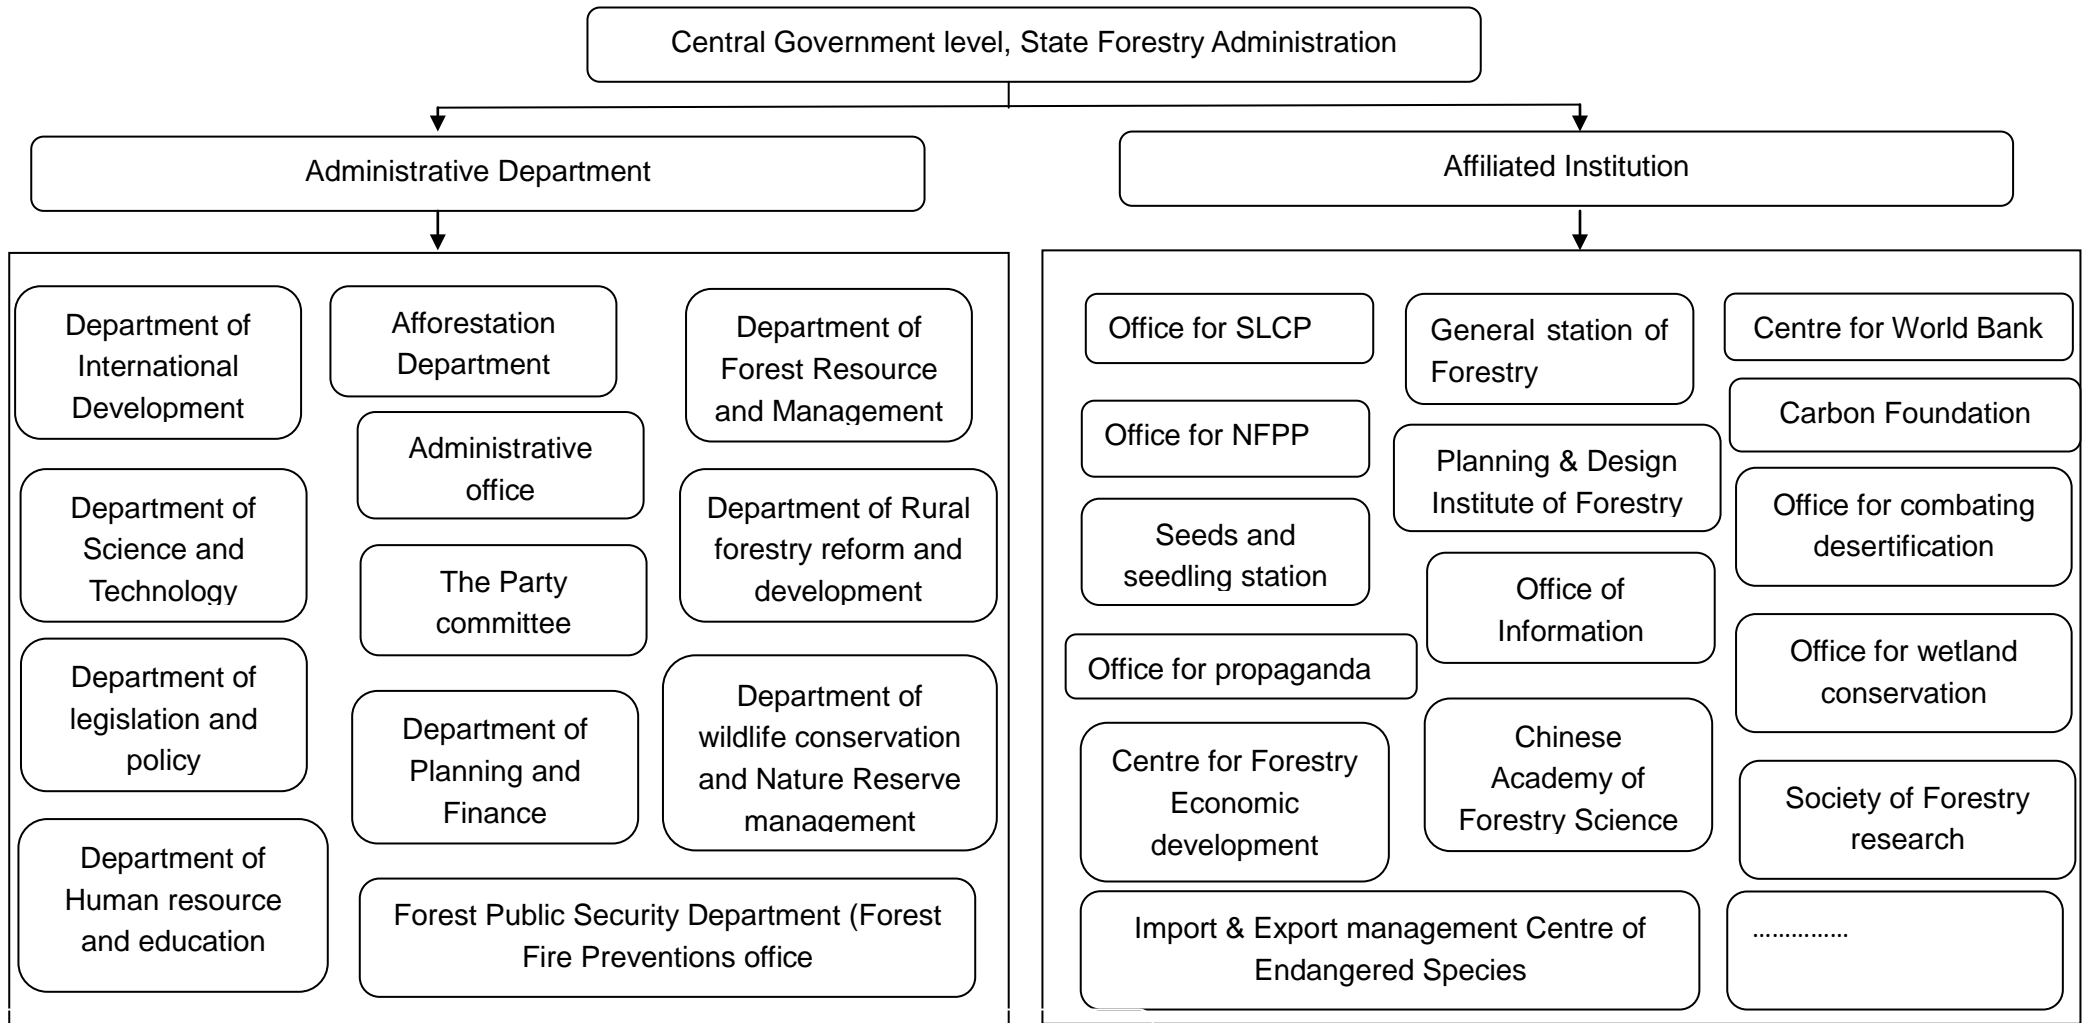 Central Government level, State Forestry Administration
Administrative Department
Affiliated Institution
Department of
International
Development
Afforestation
Department
Department of
Forest Resource
and Management
Administrative
office
Department of
Science and
Technology
Department of Rural
forestry reform and
development
The Party
committee
Department of
legislation and
policy
Department of
Planning and
Finance
Department of
wildlife conservation
and Nature Reserve
management
Department of
Human resource
and education
Forest Public Security Department (Forest
Fire Preventions office
Office for SLCP
General station of
Forestry
Centre for World Bank
Carbon Foundation
Office for NFPP
Planning & Design
Institute of Forestry
Office for combating
desertification
Seeds and
seedling station
Office of
Information
Office for propaganda
Office for wetland
conservation
Centre for Forestry
Economic
development
Chinese
Academy of
Forestry Science
Society of Forestry
research
Import & Export management Centre of
Endangered Species
……………